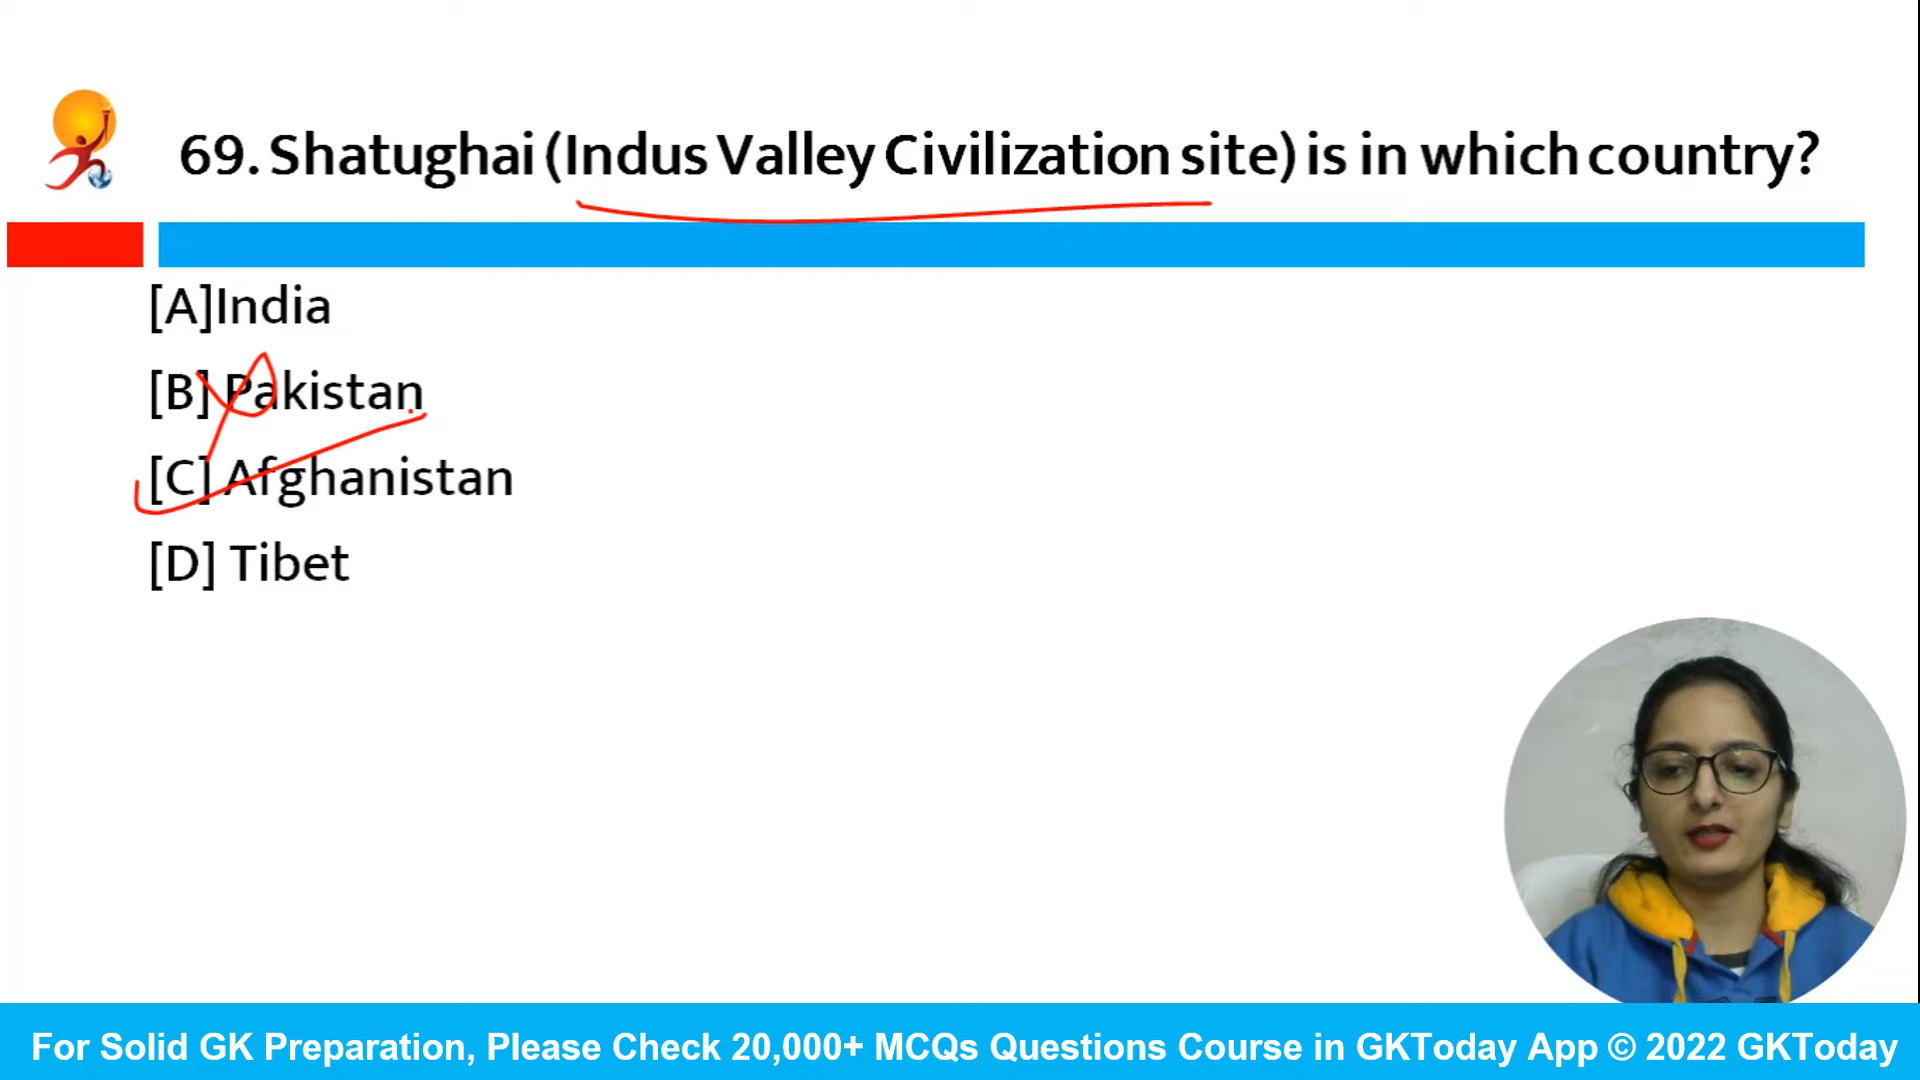 69. Shatughai (Indus Valley Civilization site) is in which country?
[A]India
[B] Pakistan
[C] Afghanistan
[D] Tibet
For Solid GK Preparation, Please Check 20,000+ MCQs Questions Course in GKToday App © 2022 GKToday